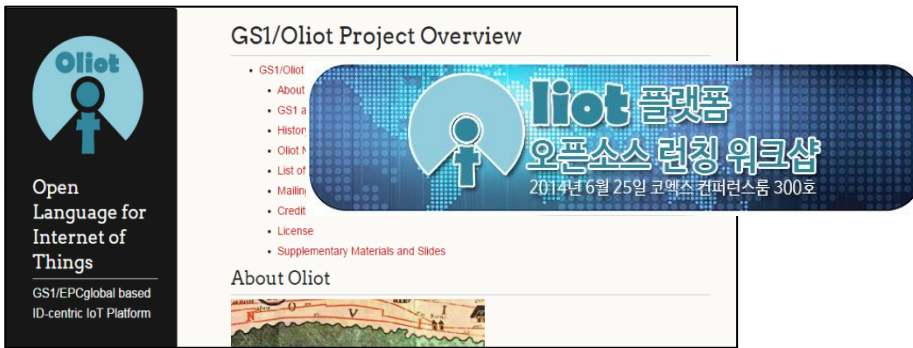 Oliot
Open
Language for
Internet of
Things
GS1/EPCglobal based
ID-centric IoT Platform
GS1/Oliot Project Overview
GS1/Oliot
About
GS1 a
History
Oliot N
List of
Mailing
Credit
License
Supplementary Materials and Slides
About Oliot
N O V I
liot 플랫폼
오픈소스 런칭 워크샵
2014년 6월 25일 코엑스 컨퍼런스룸 300호